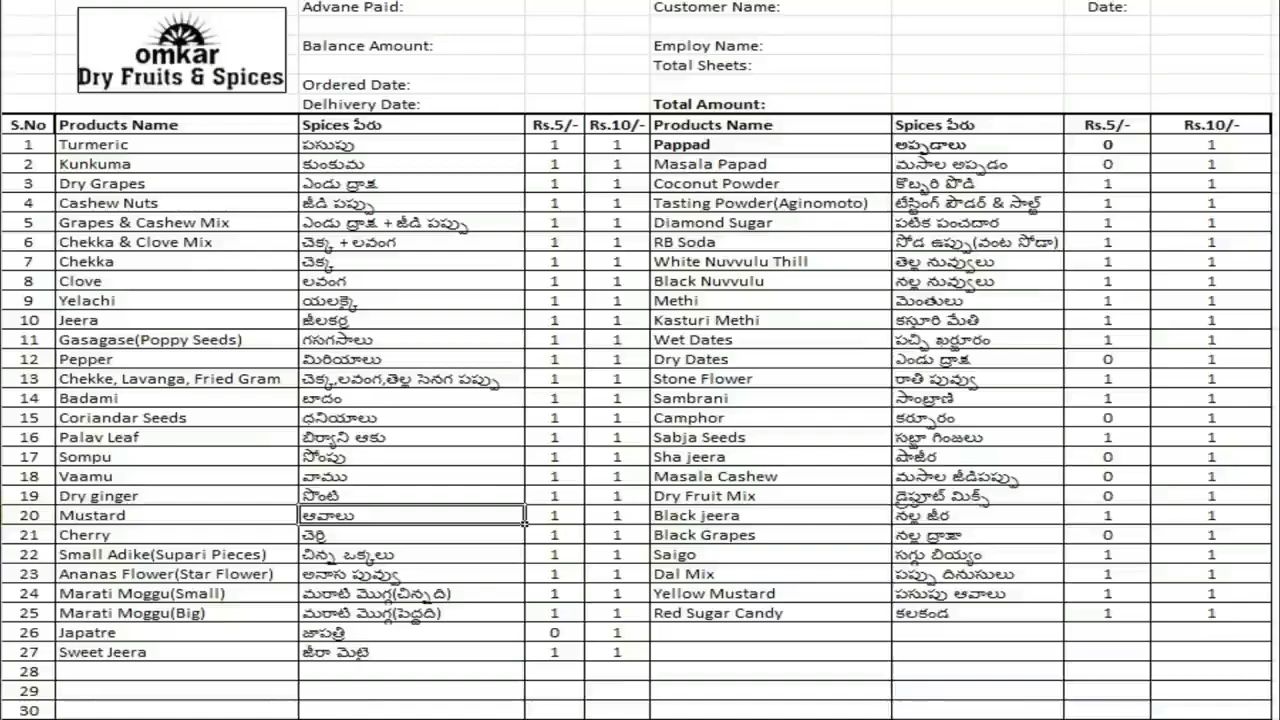 Advane Paid: Customer Name: Date:
omkar
Dry Fruits & Spices
Balance Amount: Employ Name:
Total Sheets:
Ordered Date:
Delhivery Date: Total Amount:
S.No Products Name Spices పేరు Rs.5/- Rs.10/- Products Name Spices పేరు Rs.5/- Rs.10/-
1 Turmeric పసుపు 1 1 Pappad అప్పడాలు 0 1
2 Kunkuma కుంకుమ 1 1 Masala Papad మసాల అప్పడం 0 1
3 Dry Grapes ఎండు ద్రాక్ష 1 1 Coconut Powder కొబ్బరి పొడి 1 1
4 Cashew Nuts జీడి పప్పు 1 1 Tasting Powder(Aginomoto) టేస్టింగ్ పౌడర్ & సాల్ట్ 1 1
5 Grapes & Cashew Mix ఎండు ద్రాక్ష + జీడి పప్పు 1 1 Diamond Sugar పటిక పంచదార 1 1
6 Chekka & Clove Mix చెక్క + లవంగ 1 1 RB Soda సోడ ఉప్పు(వంట సోడా) 1 1
7 Chekka చెక్క 1 1 White Nuvvulu Thill తెల్ల నువ్వులు 1 1
8 Clove లవంగ 1 1 Black Nuvvulu నల్ల నువ్వులు 1 1
9 Yelachi యలక్కై 1 1 Methi మెంతులు 1 1
10 Jeera జీలకర్ర 1 1 Kasturi Methi కస్తూరి మేతి 1 1
11 Gasagase(Poppy Seeds) గసగసాలు 1 1 Wet Dates పచ్చి ఖర్జూరం 1 1
12 Pepper మిరియాలు 1 1 Dry Dates ఎండు ద్రాక్ష 0 1
13 Chekke, Lavanga, Fried Gram చెక్క,లవంగ,తెల్ల సెనగ పప్పు 1 1 Stone Flower రాతి పువ్వు 1 1
14 Badami బాదం 1 1 Sambrani సాంబ్రాణి 1 1
15 Coriandar Seeds ధనియాలు 1 1 Camphor కర్పూరం 0 1
16 Palav Leaf బిర్యాని ఆకు 1 1 Sabja Seeds సబ్జా గింజలు 1 1
17 Sompu సోంపు 1 1 Sha jeera షాజీర 0 1
18 Vaamu వాము 1 1 Masala Cashew మసాల జీడిపప్పు 0 1
19 Dry ginger సొంటి 1 1 Dry Fruit Mix డ్రైఫ్రూట్ మిక్స్ 0 1
20 Mustard ఆవాలు 1 1 Black jeera నల్ల జీర 1 1
21 Cherry చెర్రి 1 1 Black Grapes నల్ల ద్రాక్షా 0 1
22 Small Adike(Supari Pieces) చిన్న ఒక్కలు 1 1 Saigo సగ్గు బియ్యం 1 1
23 Ananas Flower(Star Flower) అనాస పువ్వు 1 1 Dal Mix పప్పు దినుసులు 1 1
24 Marati Moggu(Small) మరాటి మొగ్గ(చిన్నది) 1 1 Yellow Mustard పసుపు ఆవాలు 1 1
25 Marati Moggu(Big) మరాటి మొగ్గ(పెద్దది) 1 1 Red Sugar Candy కలకండ 1 1
26 Japatre జాపత్రి 0 1
27 Sweet Jeera జీరా మెటై 1 1
28
29
30